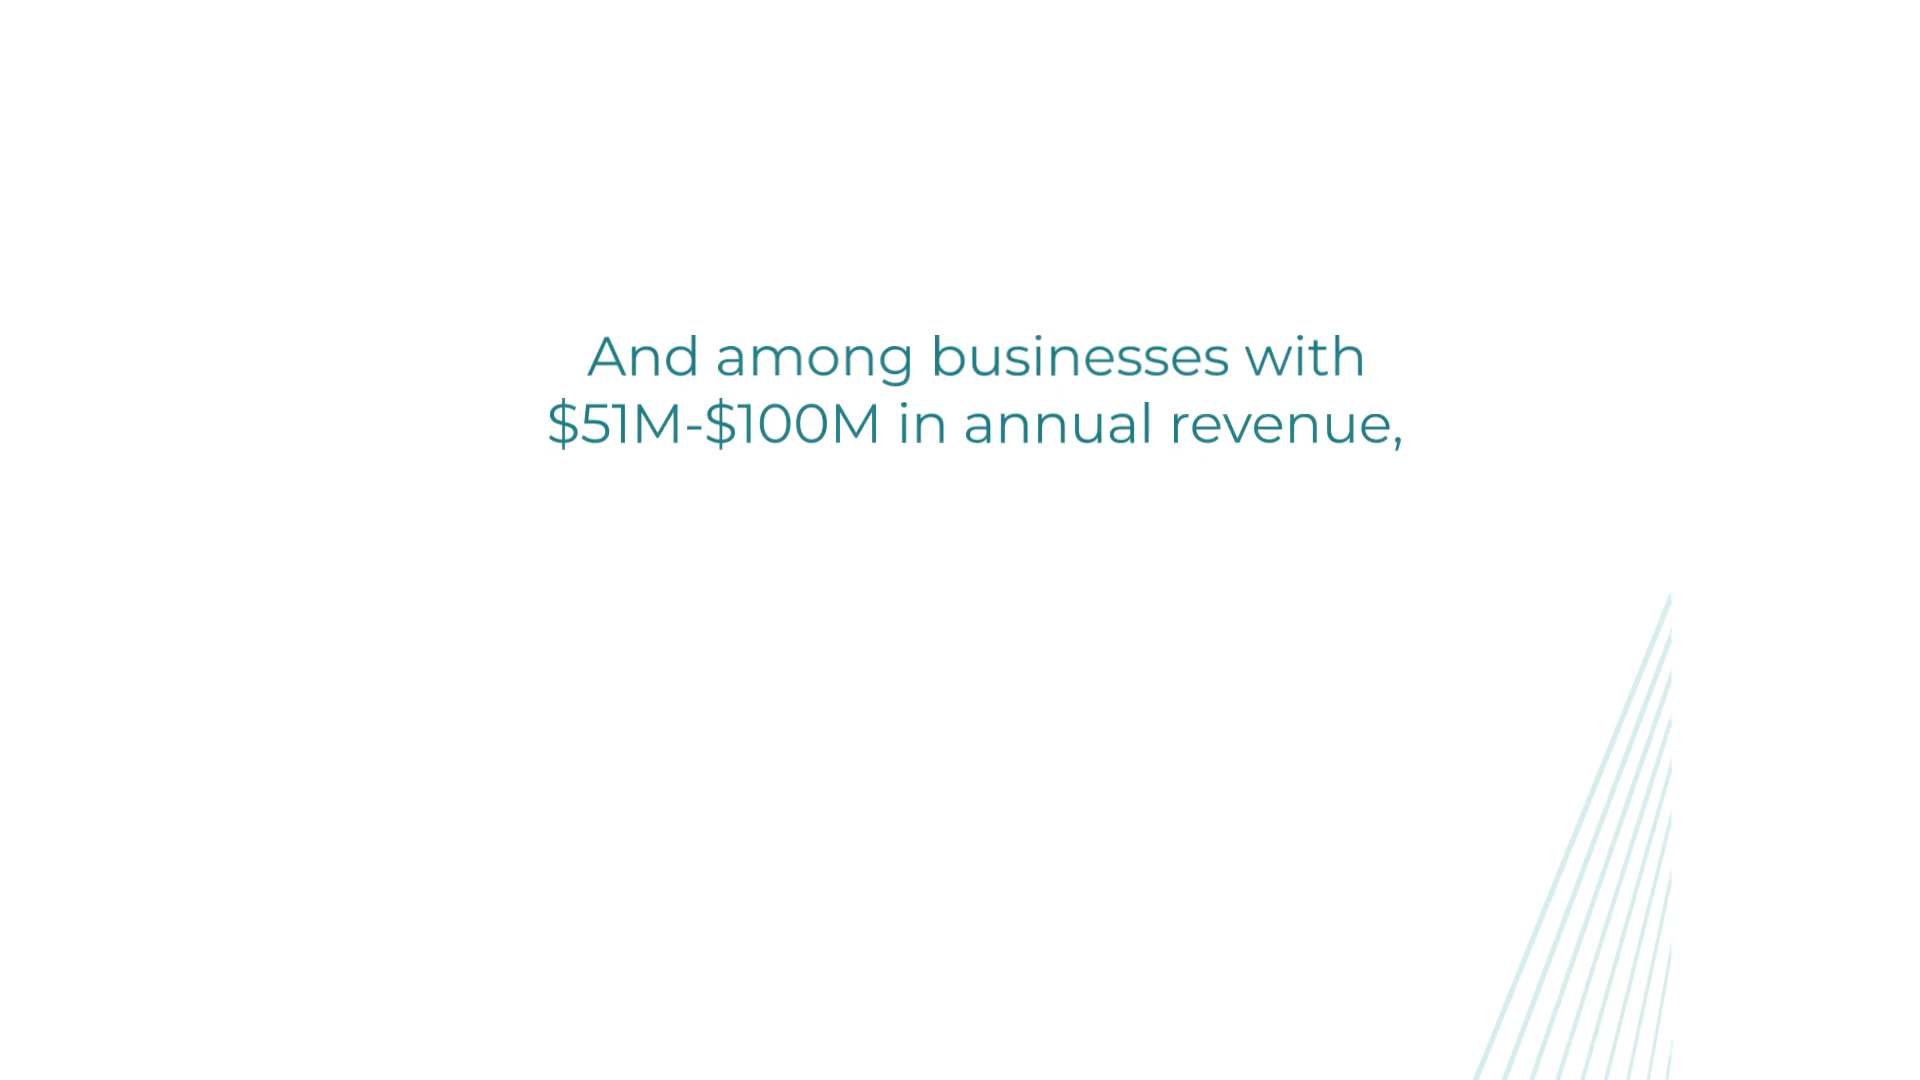 And among businesses with
$51M-$100M in annual revenue,